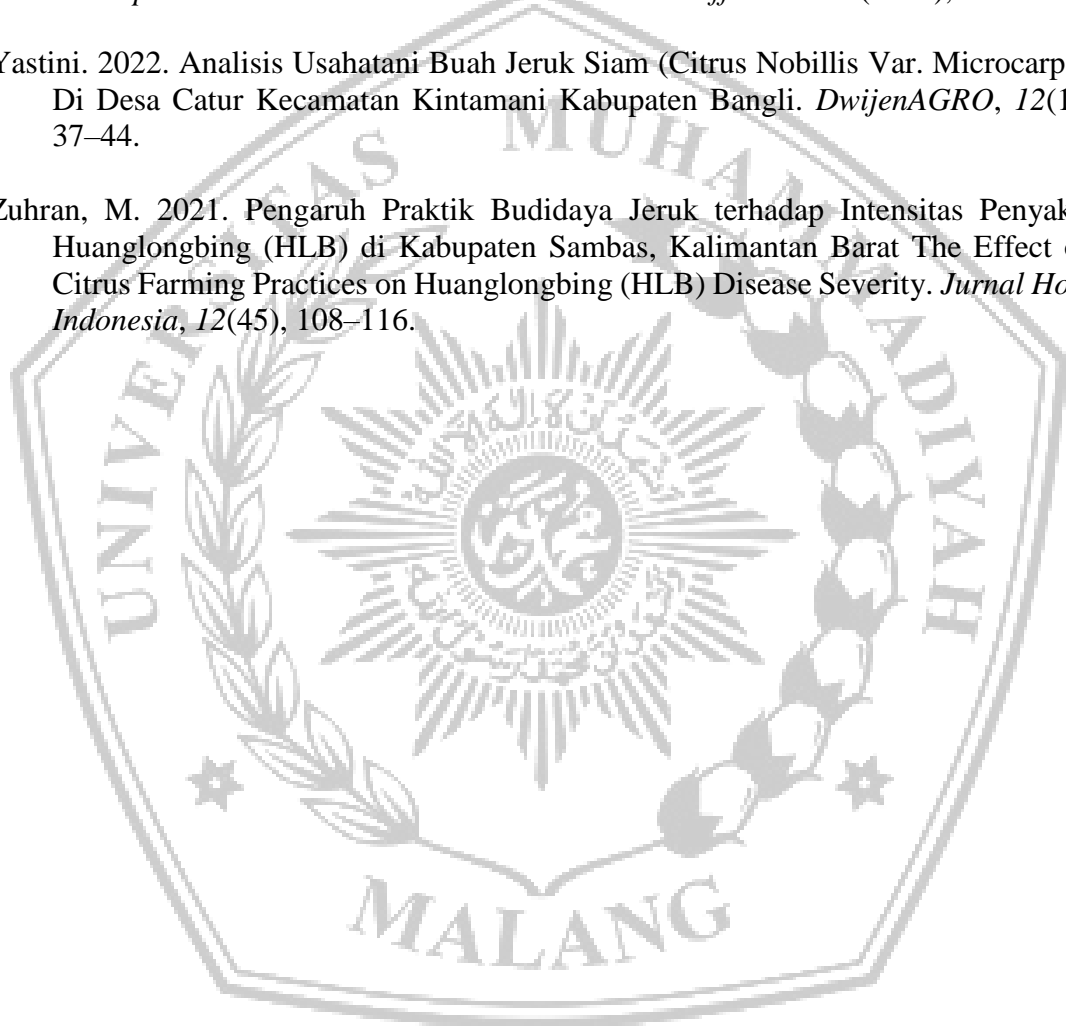 Yastini. 2022. Analisis Usahatani Buah Jeruk Siam (Citrus Nobillis Var. Microcarp
Di Desa Catur Kecamatan Kintamani Kabupaten Bangli. DwijenAGRO, 12(1
37–44.
Zuhran, M. 2021. Pengaruh Praktik Budidaya Jeruk terhadap Intensitas Penyak
Huanglongbing (HLB) di Kabupaten Sambas, Kalimantan Barat The Effect
Citrus Farming Practices on Huanglongbing (HLB) Disease Severity. Jurnal Ho
Indonesia, 12(45), 108–116.
UNIVERSITAS MUHAMMADIYAH
MALANG